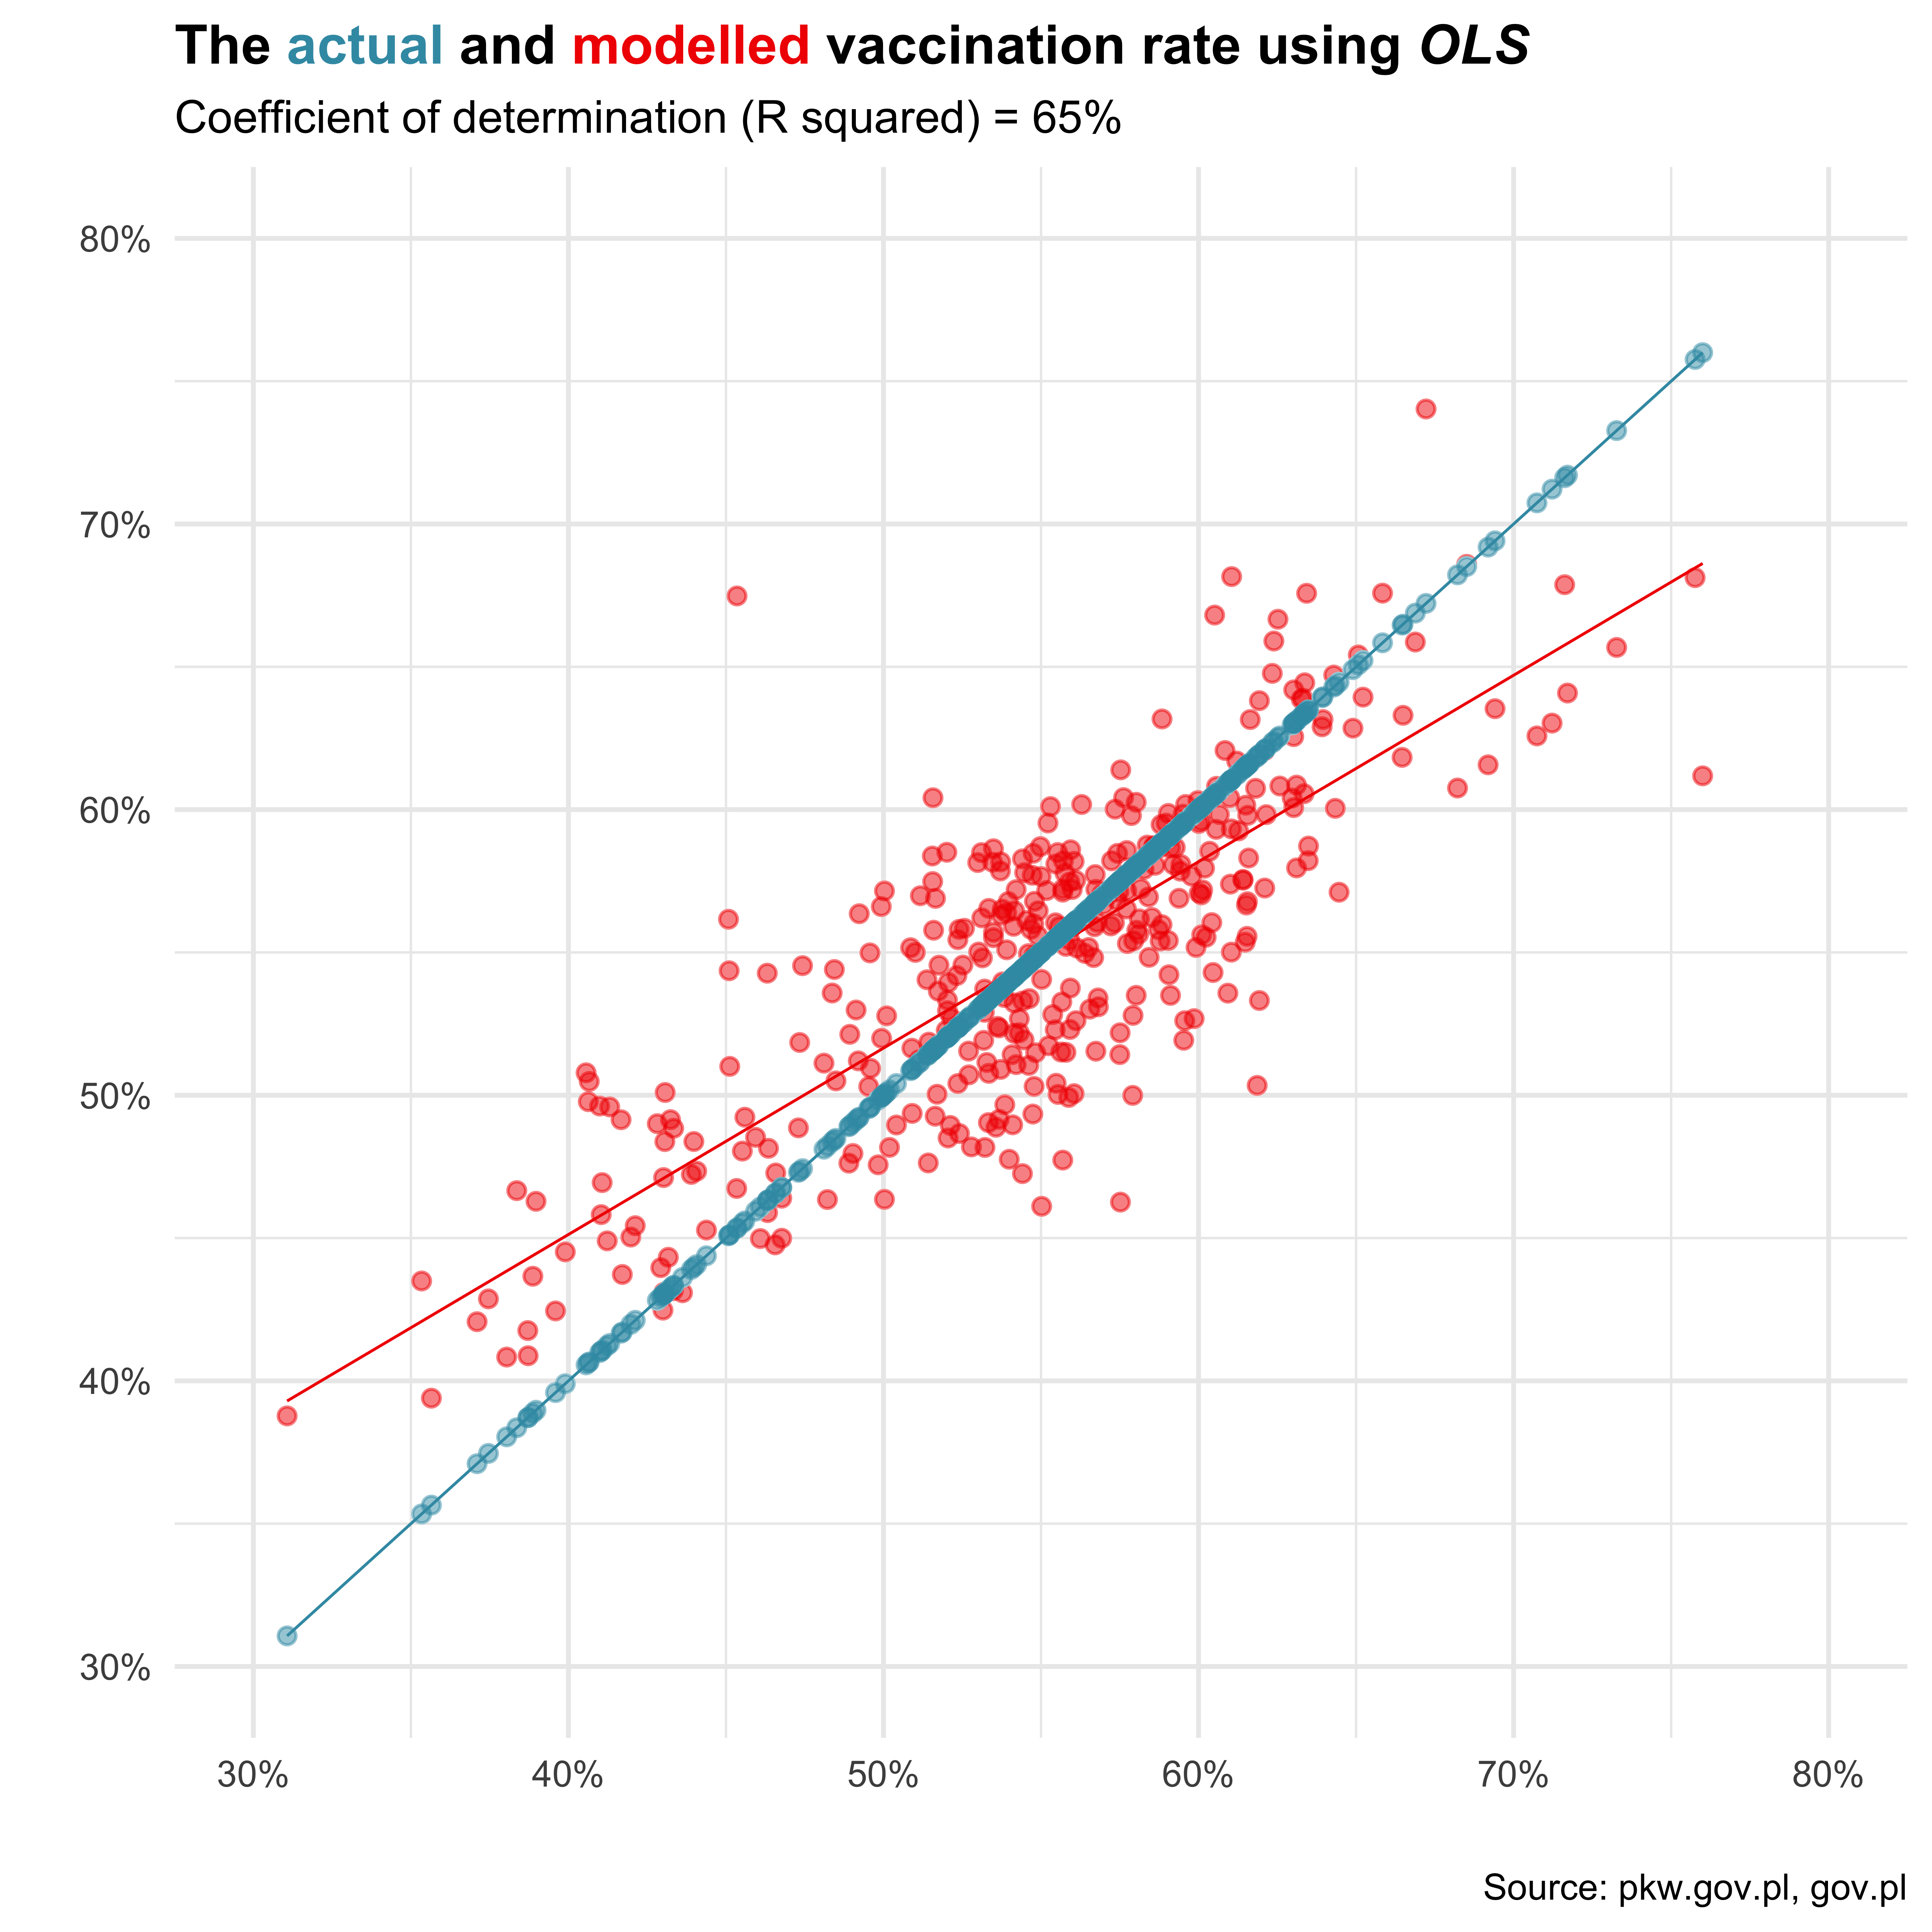 The actual and modelled vaccination rate using OLS
Coefficient of determination (R squared) = 65%
80%
70%
60%
50%
40%
30%
30% 40% 50% 60% 70% 80%
Source: pkw.gov.pl, gov.pl